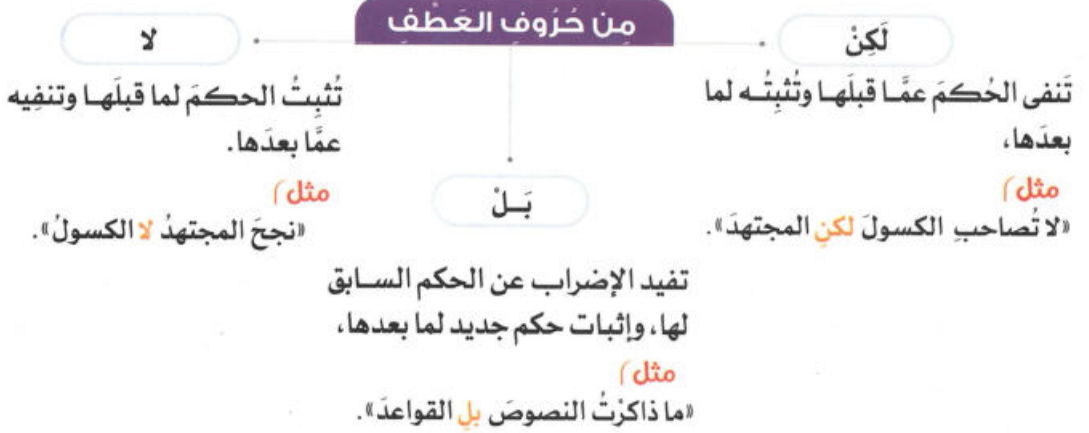 مِن حُرُوفِ العَطْفِ
لَكِنْ
تَنفى الحُكمَ عمَّا قبلَها وتُثبِتُه لما
بعدَها،
مثل
«لا تُصاحبِ الكسولَ لكنِ المجتهدَ».
بَلْ
تفيد الإضراب عن الحكم السابق
لها، وإثبات حكم جديد لما بعدها،
مثل
«ما ذاكرْتُ النصوصَ بلِ القواعدَ».
لا
تُثبِتُ الحكمَ لما قبلَها وتنفِيه
عمَّا بعدَها.
مثل
«نجحَ المجتهدُ لا الكسولُ».